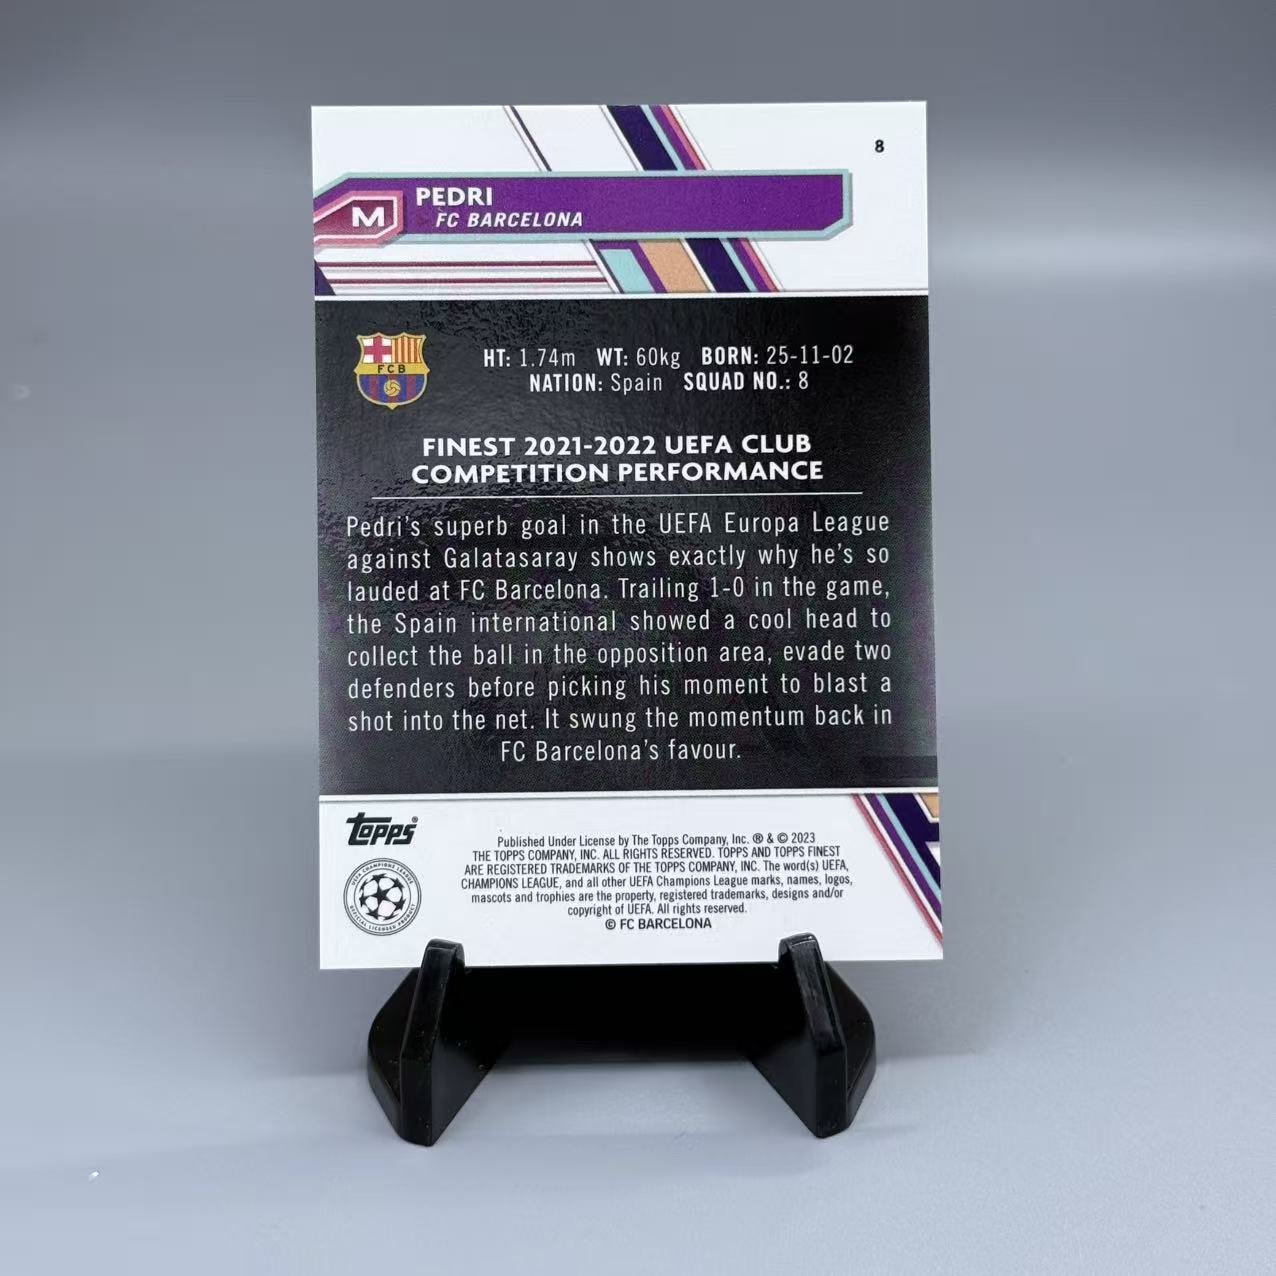 8
M
PEDRI
FC BARCELONA
FCB
HT: 1.74m WT: 60kg BORN: 25-11-02
NATION: Spain SQUAD NO.: 8
FINEST 2021-2022 UEFA CLUB
COMPETITION PERFORMANCE
Pedri's superb goal in the UEFA Europa League
against Galatasaray shows exactly why he's so
lauded at FC Barcelona. Trailing 1-0 in the game,
the Spain international showed a cool head to
collect the ball in the opposition area, evade two
defenders before picking his moment to blast a
shot into the net. It swung the momentum back in
FC Barcelona's favour.
Topps®
UEFA CHAMPIONS LEAGUE
OFFICIAL LICENSED PRODUCT
Published Under License by The Topps Company, Inc. ® & © 2023
THE TOPPS COMPANY, INC. ALL RIGHTS RESERVED. TOPPS AND TOPPS FINEST
ARE REGISTERED TRADEMARKS OF THE TOPPS COMPANY, INC. The word(s) UEFA,
CHAMPIONS LEAGUE, and all other UEFA Champions League marks, names, logos,
mascots and trophies are the property, registered trademarks, designs and/or
copyright of UEFA. All rights reserved.
© FC BARCELONA